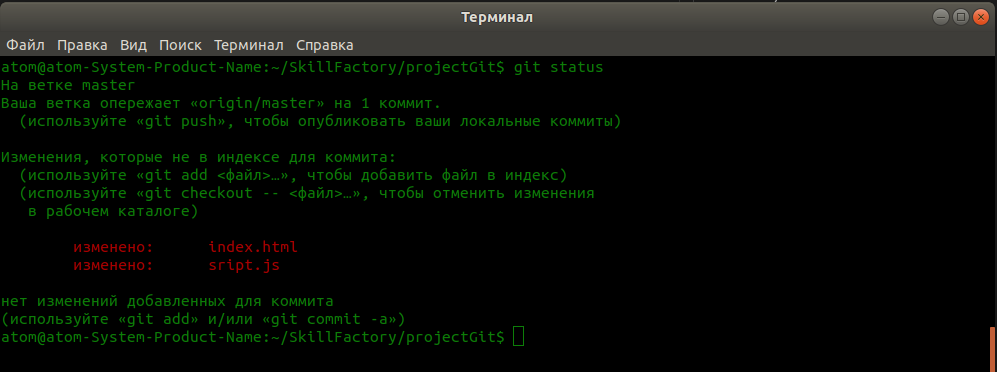 Терминал
Файл Правка Вид Поиск Терминал Справка
atom@atom-System-Product-Name:~/SkillFactory/projectGit$ git status
На ветке master
Ваша ветка опережает «origin/master» на 1 коммит.
(используйте «git push», чтобы опубликовать ваши локальные коммиты)
Изменения, которые не в индексе для коммита:
(используйте «git add <файл>…», чтобы добавить файл в индекс)
(используйте «git checkout -- <файл>…», чтобы отменить изменения
в рабочем каталоге)
изменено: index.html
изменено: sript.js
нет изменений добавленных для коммита
(используйте «git add» и/или «git commit -a»)
atom@atom-System-Product-Name:~/SkillFactory/projectGit$